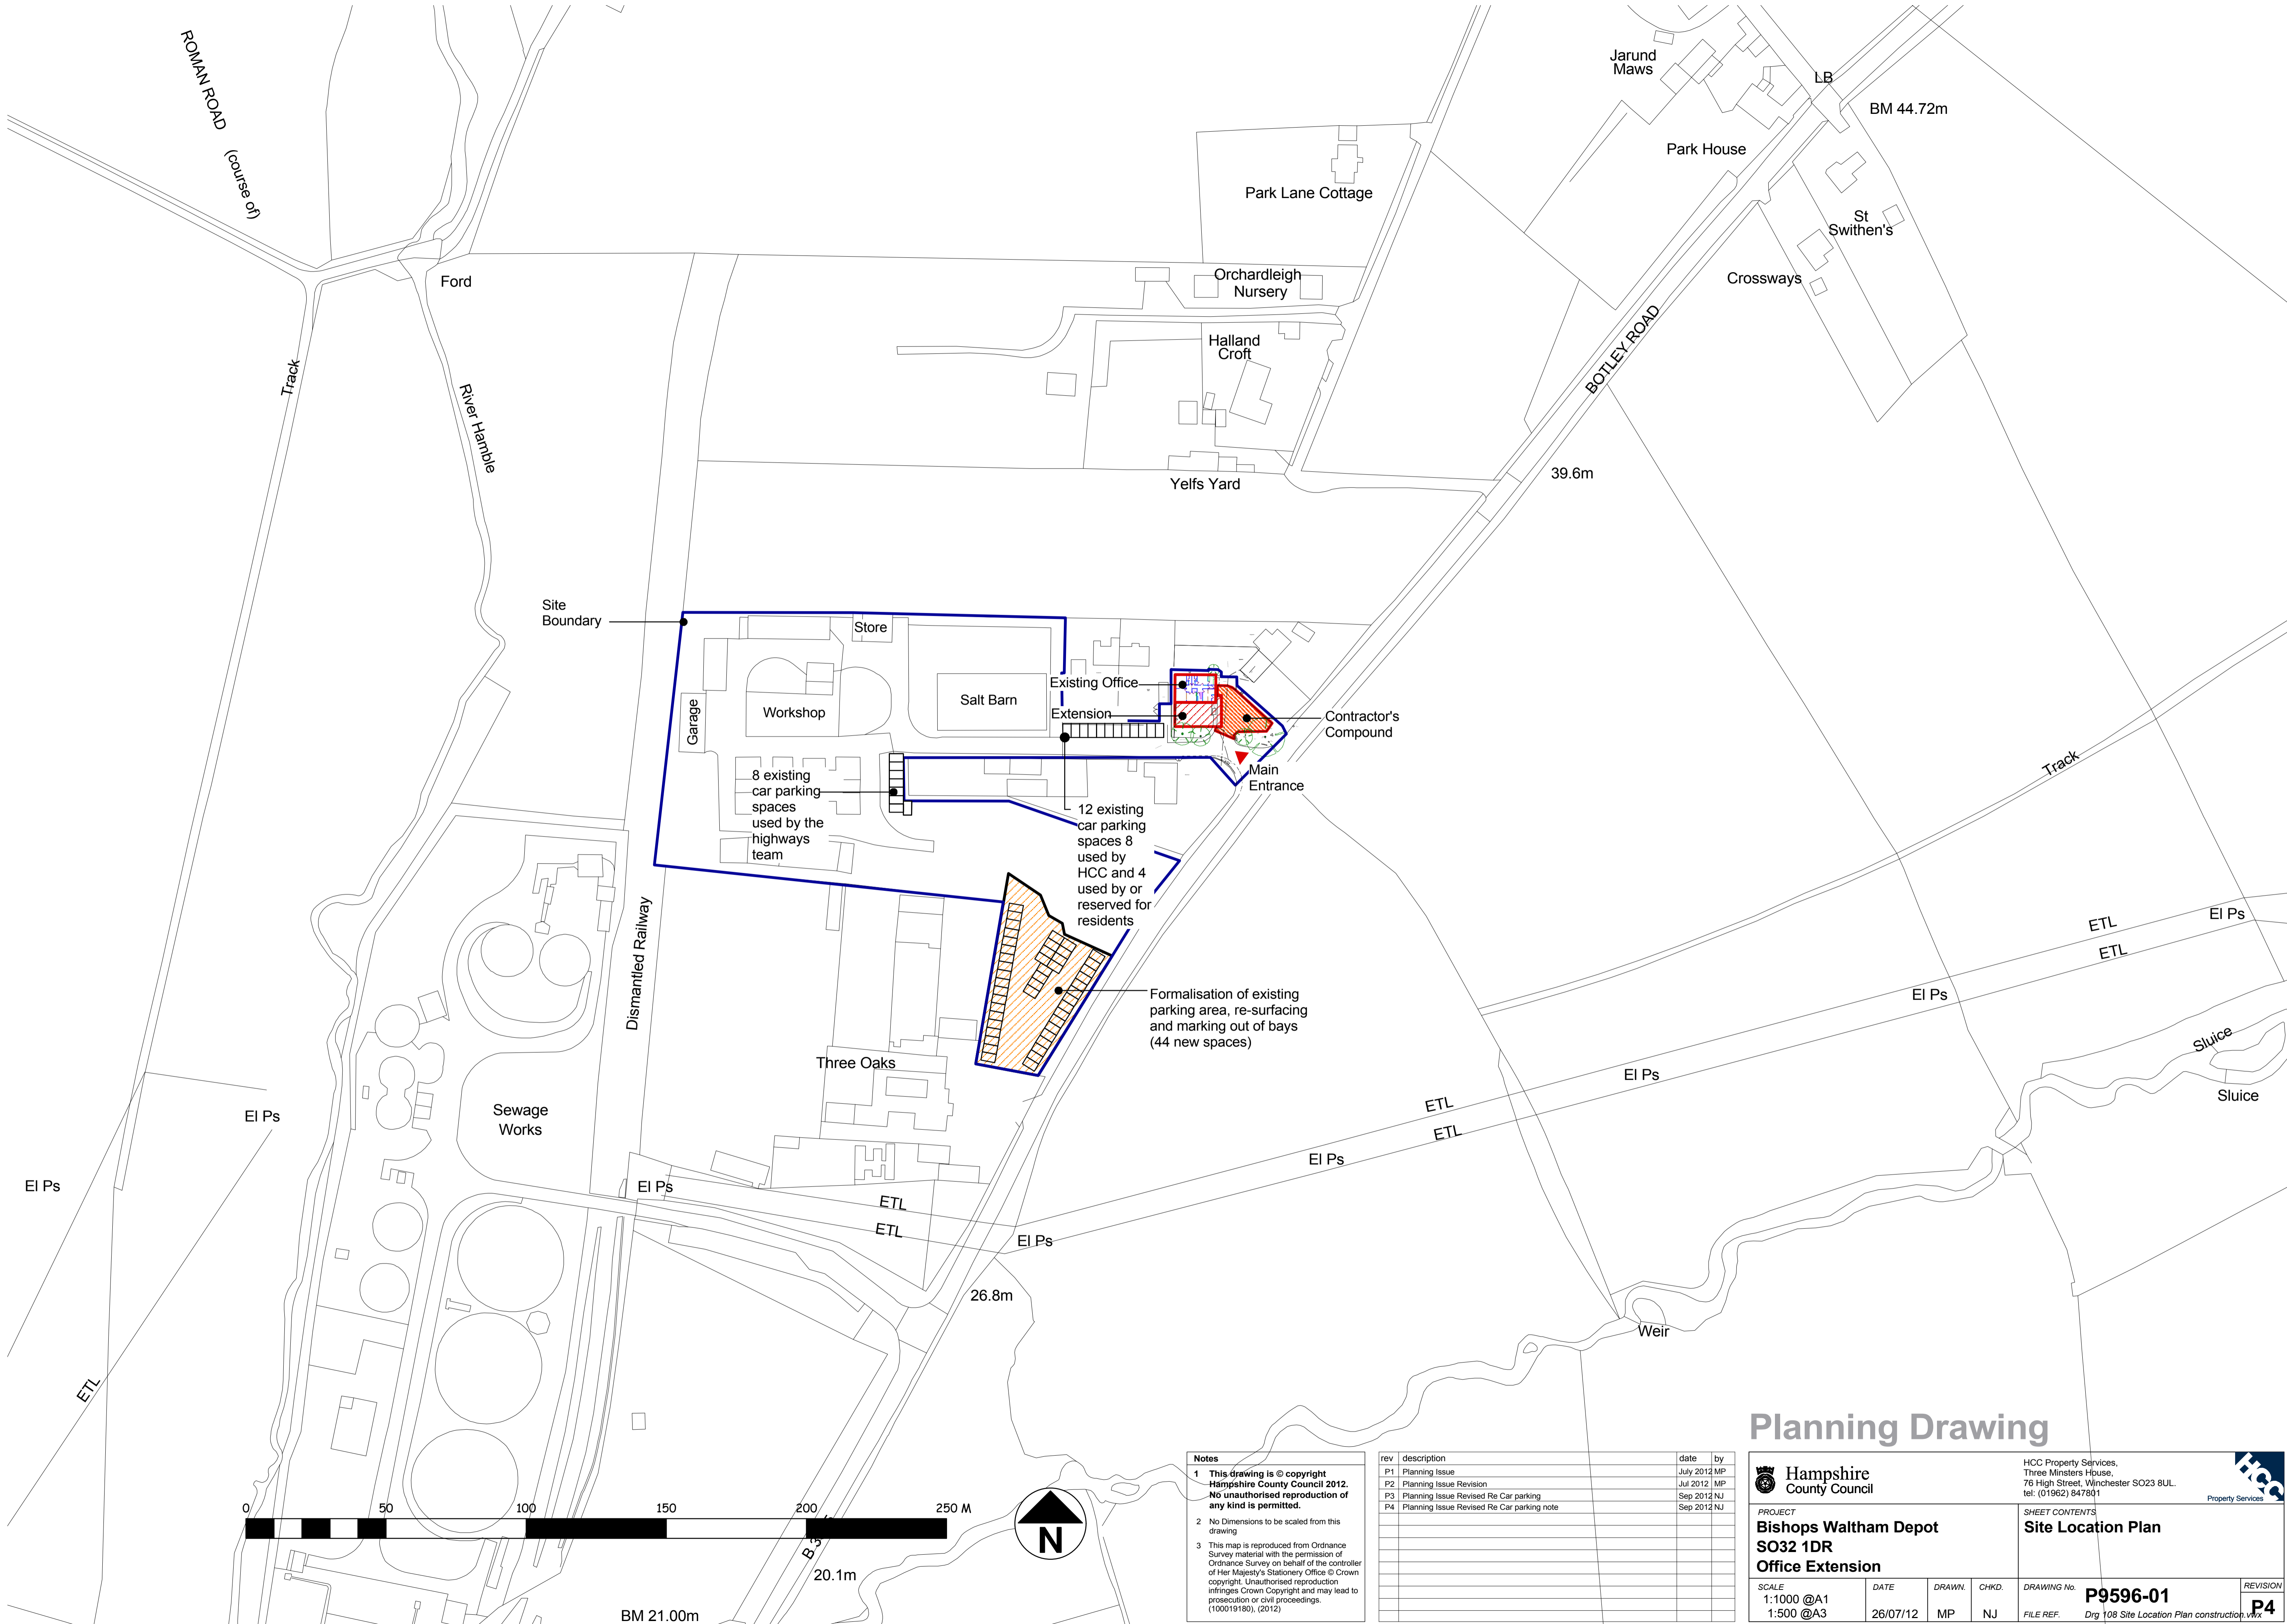 ROMAN ROAD
(course of)
Jarund
Maws
LB
BM 44.72m
Park House
Park Lane Cottage
St
Swithen's
Crossways
Ford
Orchardleigh
Nursery
Halland
Croft
BOTLEY ROAD
Track
River Hamble
Yelfs Yard
39.6m
Site
Boundary
Store
Existing Office
Salt Barn
Garage
Workshop
Extension
Contractor's
Compound
Main
Entrance
Track
8 existing
car parking
spaces
used by the
highways
team
12 existing
car parking
spaces 8
used by
HCC and 4
used by or
reserved for
residents
Dismantled Railway
ETL
El Ps
ETL
El Ps
Formalisation of existing
parking area, re-surfacing
and marking out of bays
(44 new spaces)
Sluice
Three Oaks
El Ps
Sluice
ETL
ETL
El Ps
Sewage
Works
El Ps
El Ps
El Ps
ETL
ETL
El Ps
26.8m
Weir
ETL
0 50 100 150 200 250 M
N
B 3
20.1m
BM 21.00m
Notes
1 This drawing is © copyright
Hampshire County Council 2012.
No unauthorised reproduction of
any kind is permitted.
2 No Dimensions to be scaled from this
drawing
3 This map is reproduced from Ordnance
Survey material with the permission of
Ordnance Survey on behalf of the controller
of Her Majesty's Stationery Office © Crown
copyright. Unauthorised reproduction
infringes Crown Copyright and may lead to
prosecution or civil proceedings.
(100019180), (2012)
rev description date by
P1 Planning Issue July 2012 MP
P2 Planning Issue Revision Jul 2012 MP
P3 Planning Issue Revised Re Car parking Sep 2012 NJ
P4 Planning Issue Revised Re Car parking note Sep 2012 NJ
Planning Drawing
Hampshire
County Council
HCC Property Services,
Three Minsters House,
76 High Street, Winchester SO23 8UL.
tel: (01962) 847801
HCC
Property Services
PROJECT
Bishops Waltham Depot
SO32 1DR
Office Extension
SHEET CONTENTS
Site Location Plan
SCALE
1:1000 @A1
1:500 @A3
DATE
26/07/12
DRAWN.
MP
CHKD.
NJ
DRAWING No.
P9596-01
FILE REF. Drg 108 Site Location Plan construction.vwx
REVISION
P4